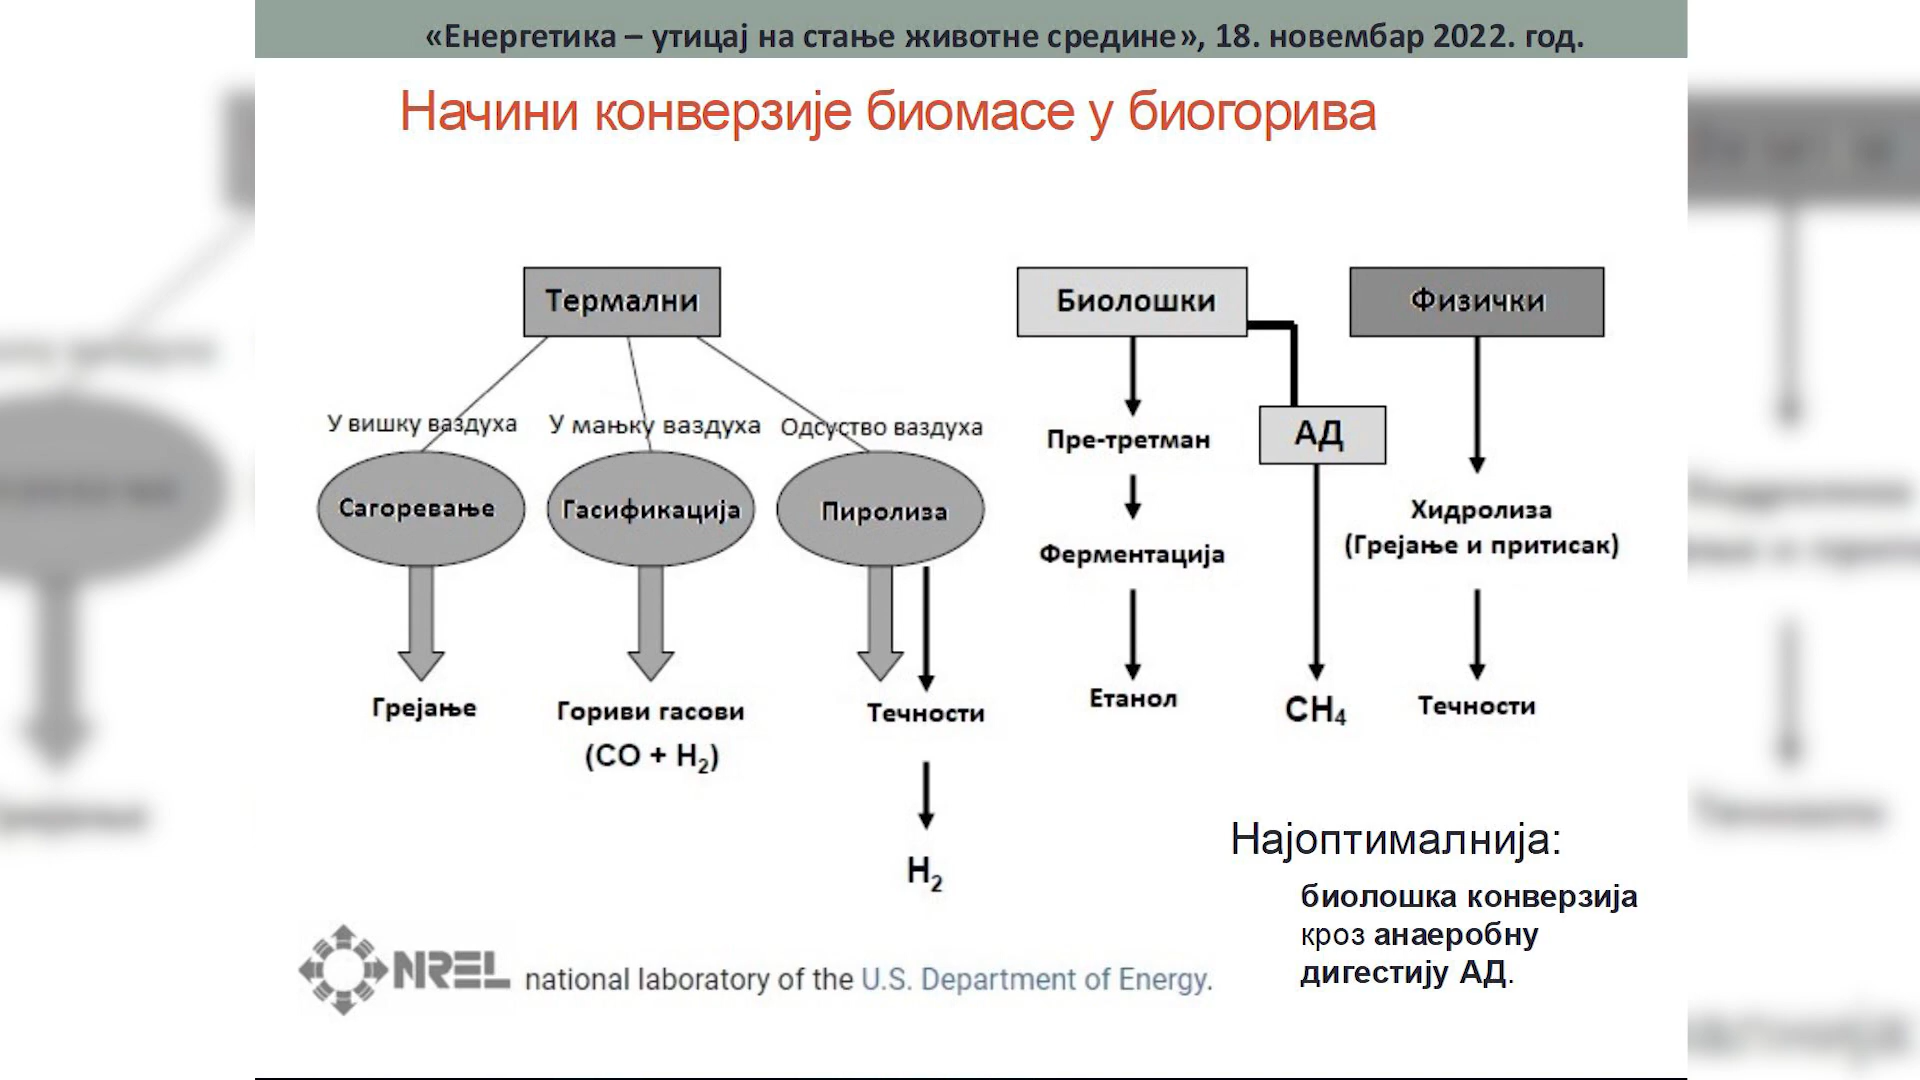 «Енергетика – утицај на стање животне средине», 18. новембар 2022. год.
Начини конверзије биомасе у биогорива
Термални
Биолошки
Физички
У вишку ваздуха
У мањку ваздуха
Одсуство ваздуха
Сагоревање
Гасификација
Пиролиза
Грејање
Гориви гасови
(CO + H₂)
Течности
H₂
Пре-третман
Ферментација
Етанол
АД
CH₄
Хидролиза
(Грејање и притисак)
Течности
Најоптималнија:
биолошка конверзија
кроз анаеробну
дигестију АД.
NREL
national laboratory of the U.S. Department of Energy.